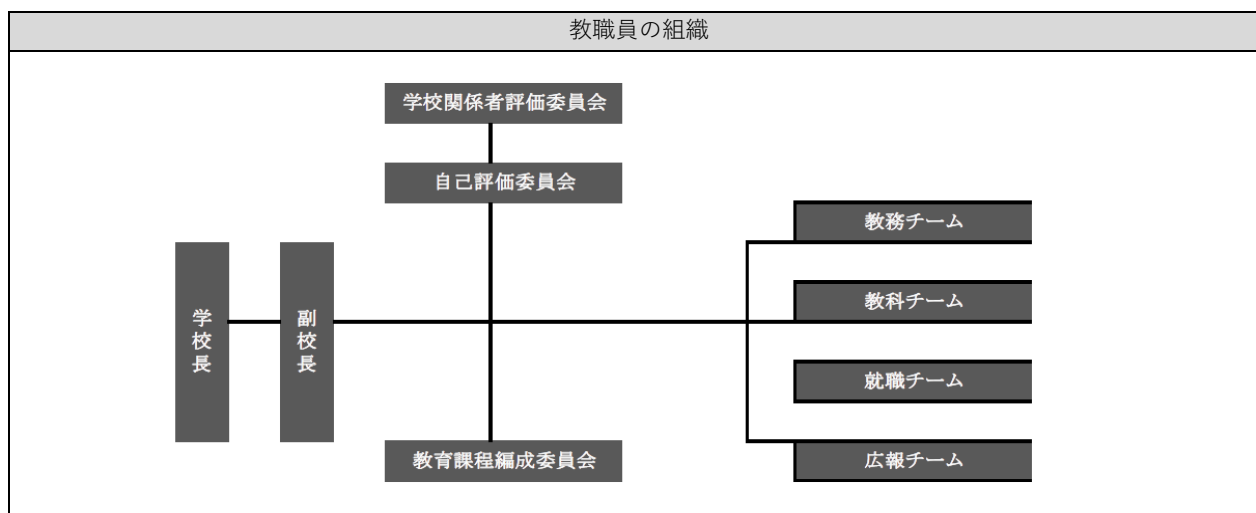 教職員の組織
学校関係者評価委員会
自己評価委員会
学校長
副校長
教育課程編成委員会
教務チーム
教科チーム
就職チーム
広報チーム